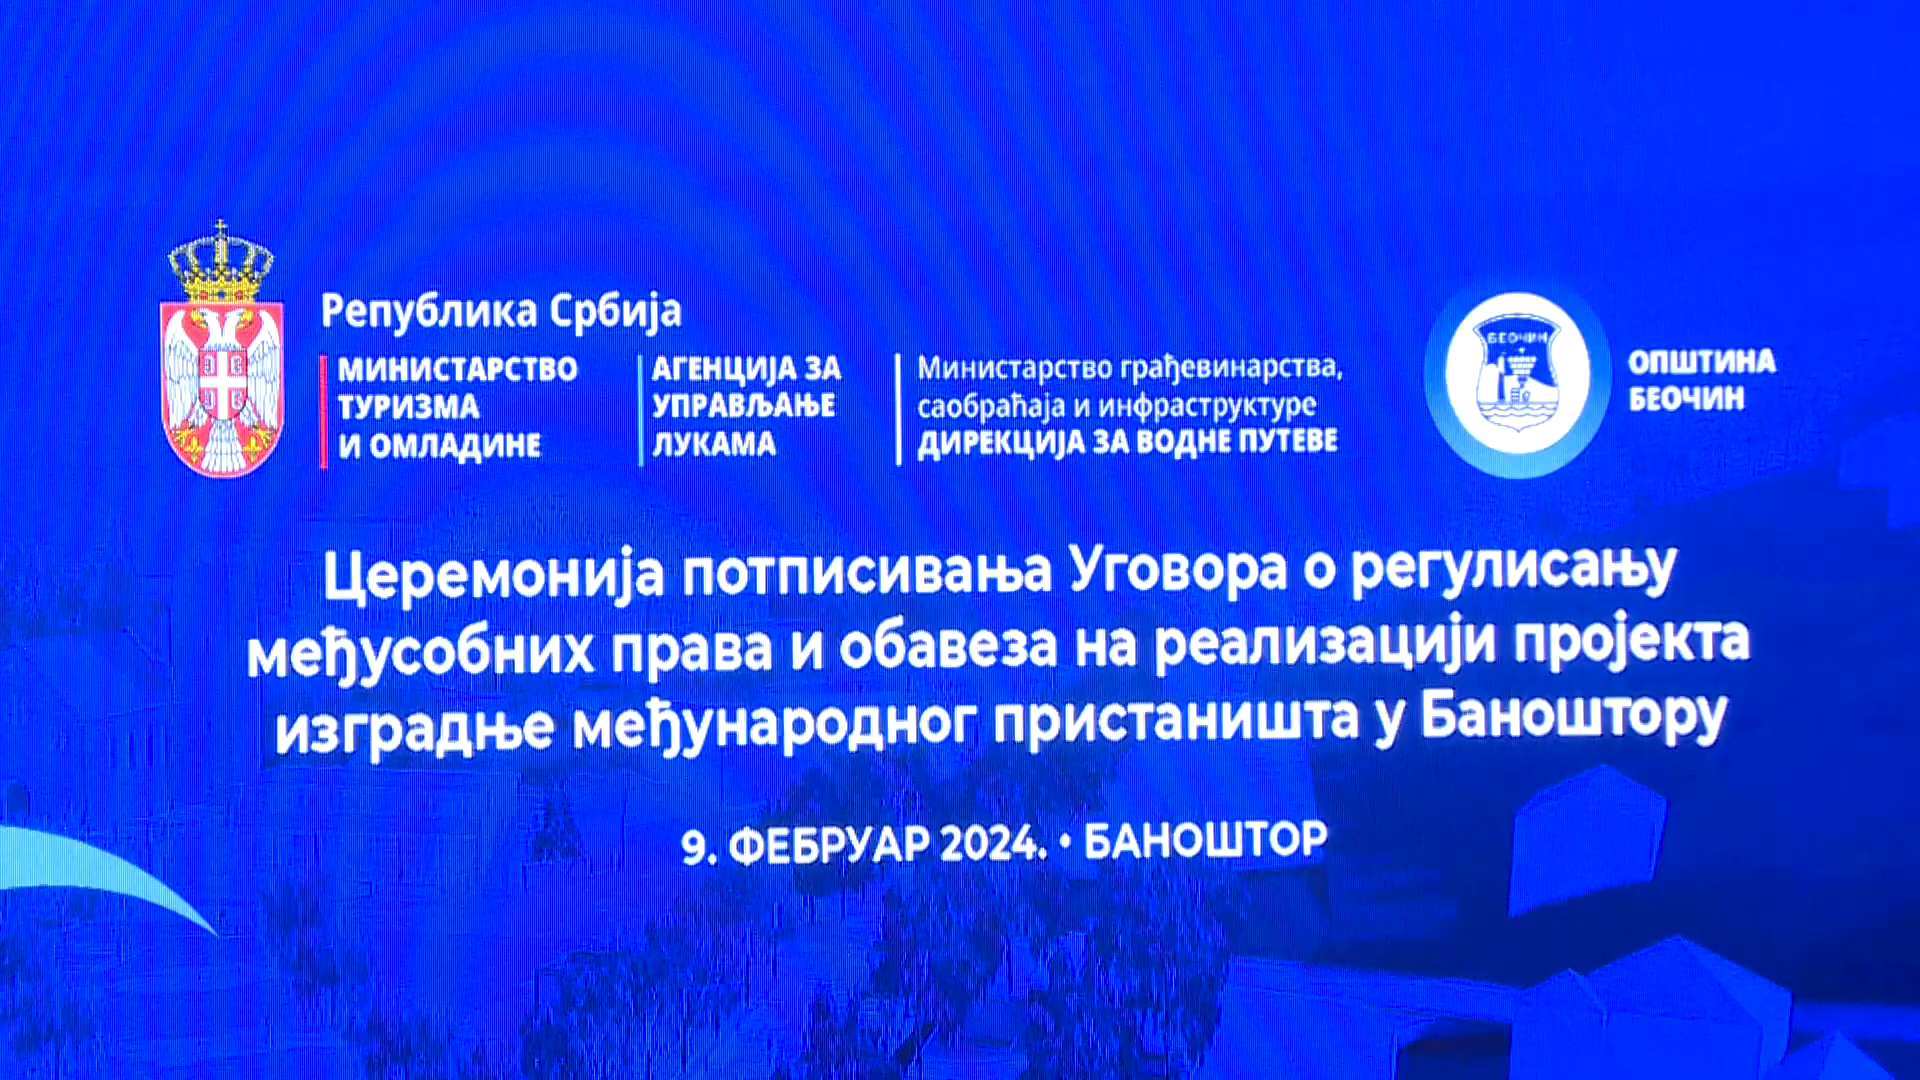 Република Србија
МИНИСТАРСТВО
ТУРИЗМА
И ОМЛАДИНЕ
АГЕНЦИЈА ЗА
УПРАВЉАЊЕ
ЛУКАМА
Министарство грађевинарства,
саобраћаја и инфраструктуре
ДИРЕКЦИЈА ЗА ВОДНЕ ПУТЕВЕ
БЕОЧИН
ОПШТИНА
БЕОЧИН
Церемонија потписивања Уговора о регулисању
међусобних права и обавеза на реализацији пројекта
изградње међународног пристаништа у Баноштору
9. ФЕБРУАР 2024. • БАНОШТОР